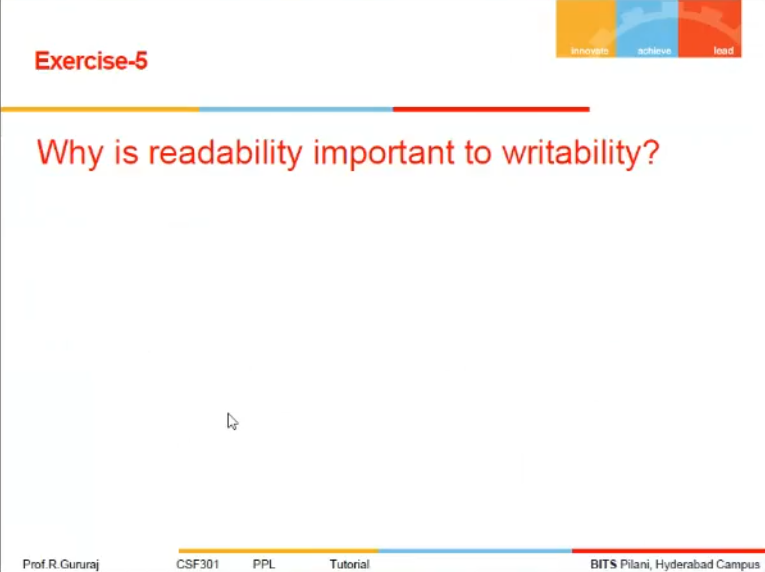 innovate achieve lead
Exercise-5
Why is readability important to writability?
Prof.R.Gururaj CSF301 PPL Tutorial BITS Pilani, Hyderabad Campus